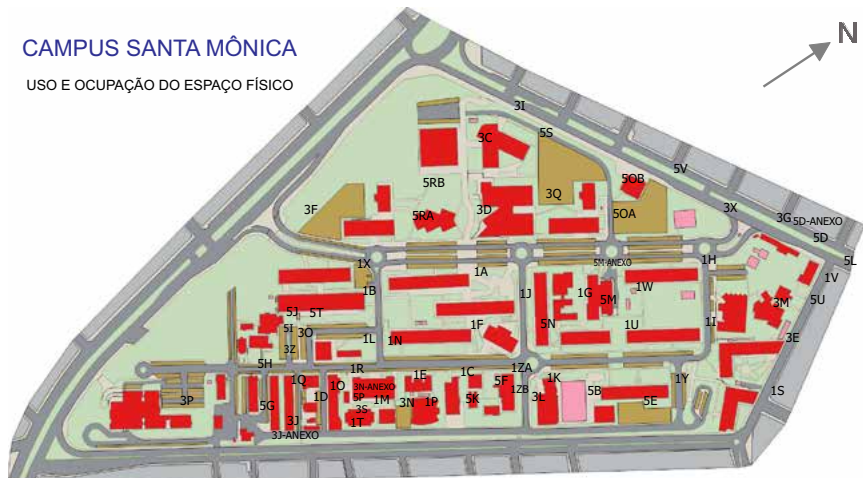 CAMPUS SANTA MÔNICA
N
USO E OCUPAÇÃO DO ESPAÇO FÍSICO
3I
5S
3C
5V
5OB
5RB
3Q
3F
5RA
3D
5OA
3X
3G
5D-ANEXO
5D
5L
1X
1A
5M-ANEXO
1H
1V
1B
1J
1G
5M
1W
5U
3M
5J
5T
5I
3O
1L
1N
1F
5N
1U
1I
3E
3Z
5H
1R
1E
1C
1ZA
1K
1Y
1S
3P
5G
1Q
1D
1O
3N-ANEXO
5P
1M
3S
1T
3N
1P
5K
5F
1ZB
3L
5B
5E
3J
3J-ANEXO